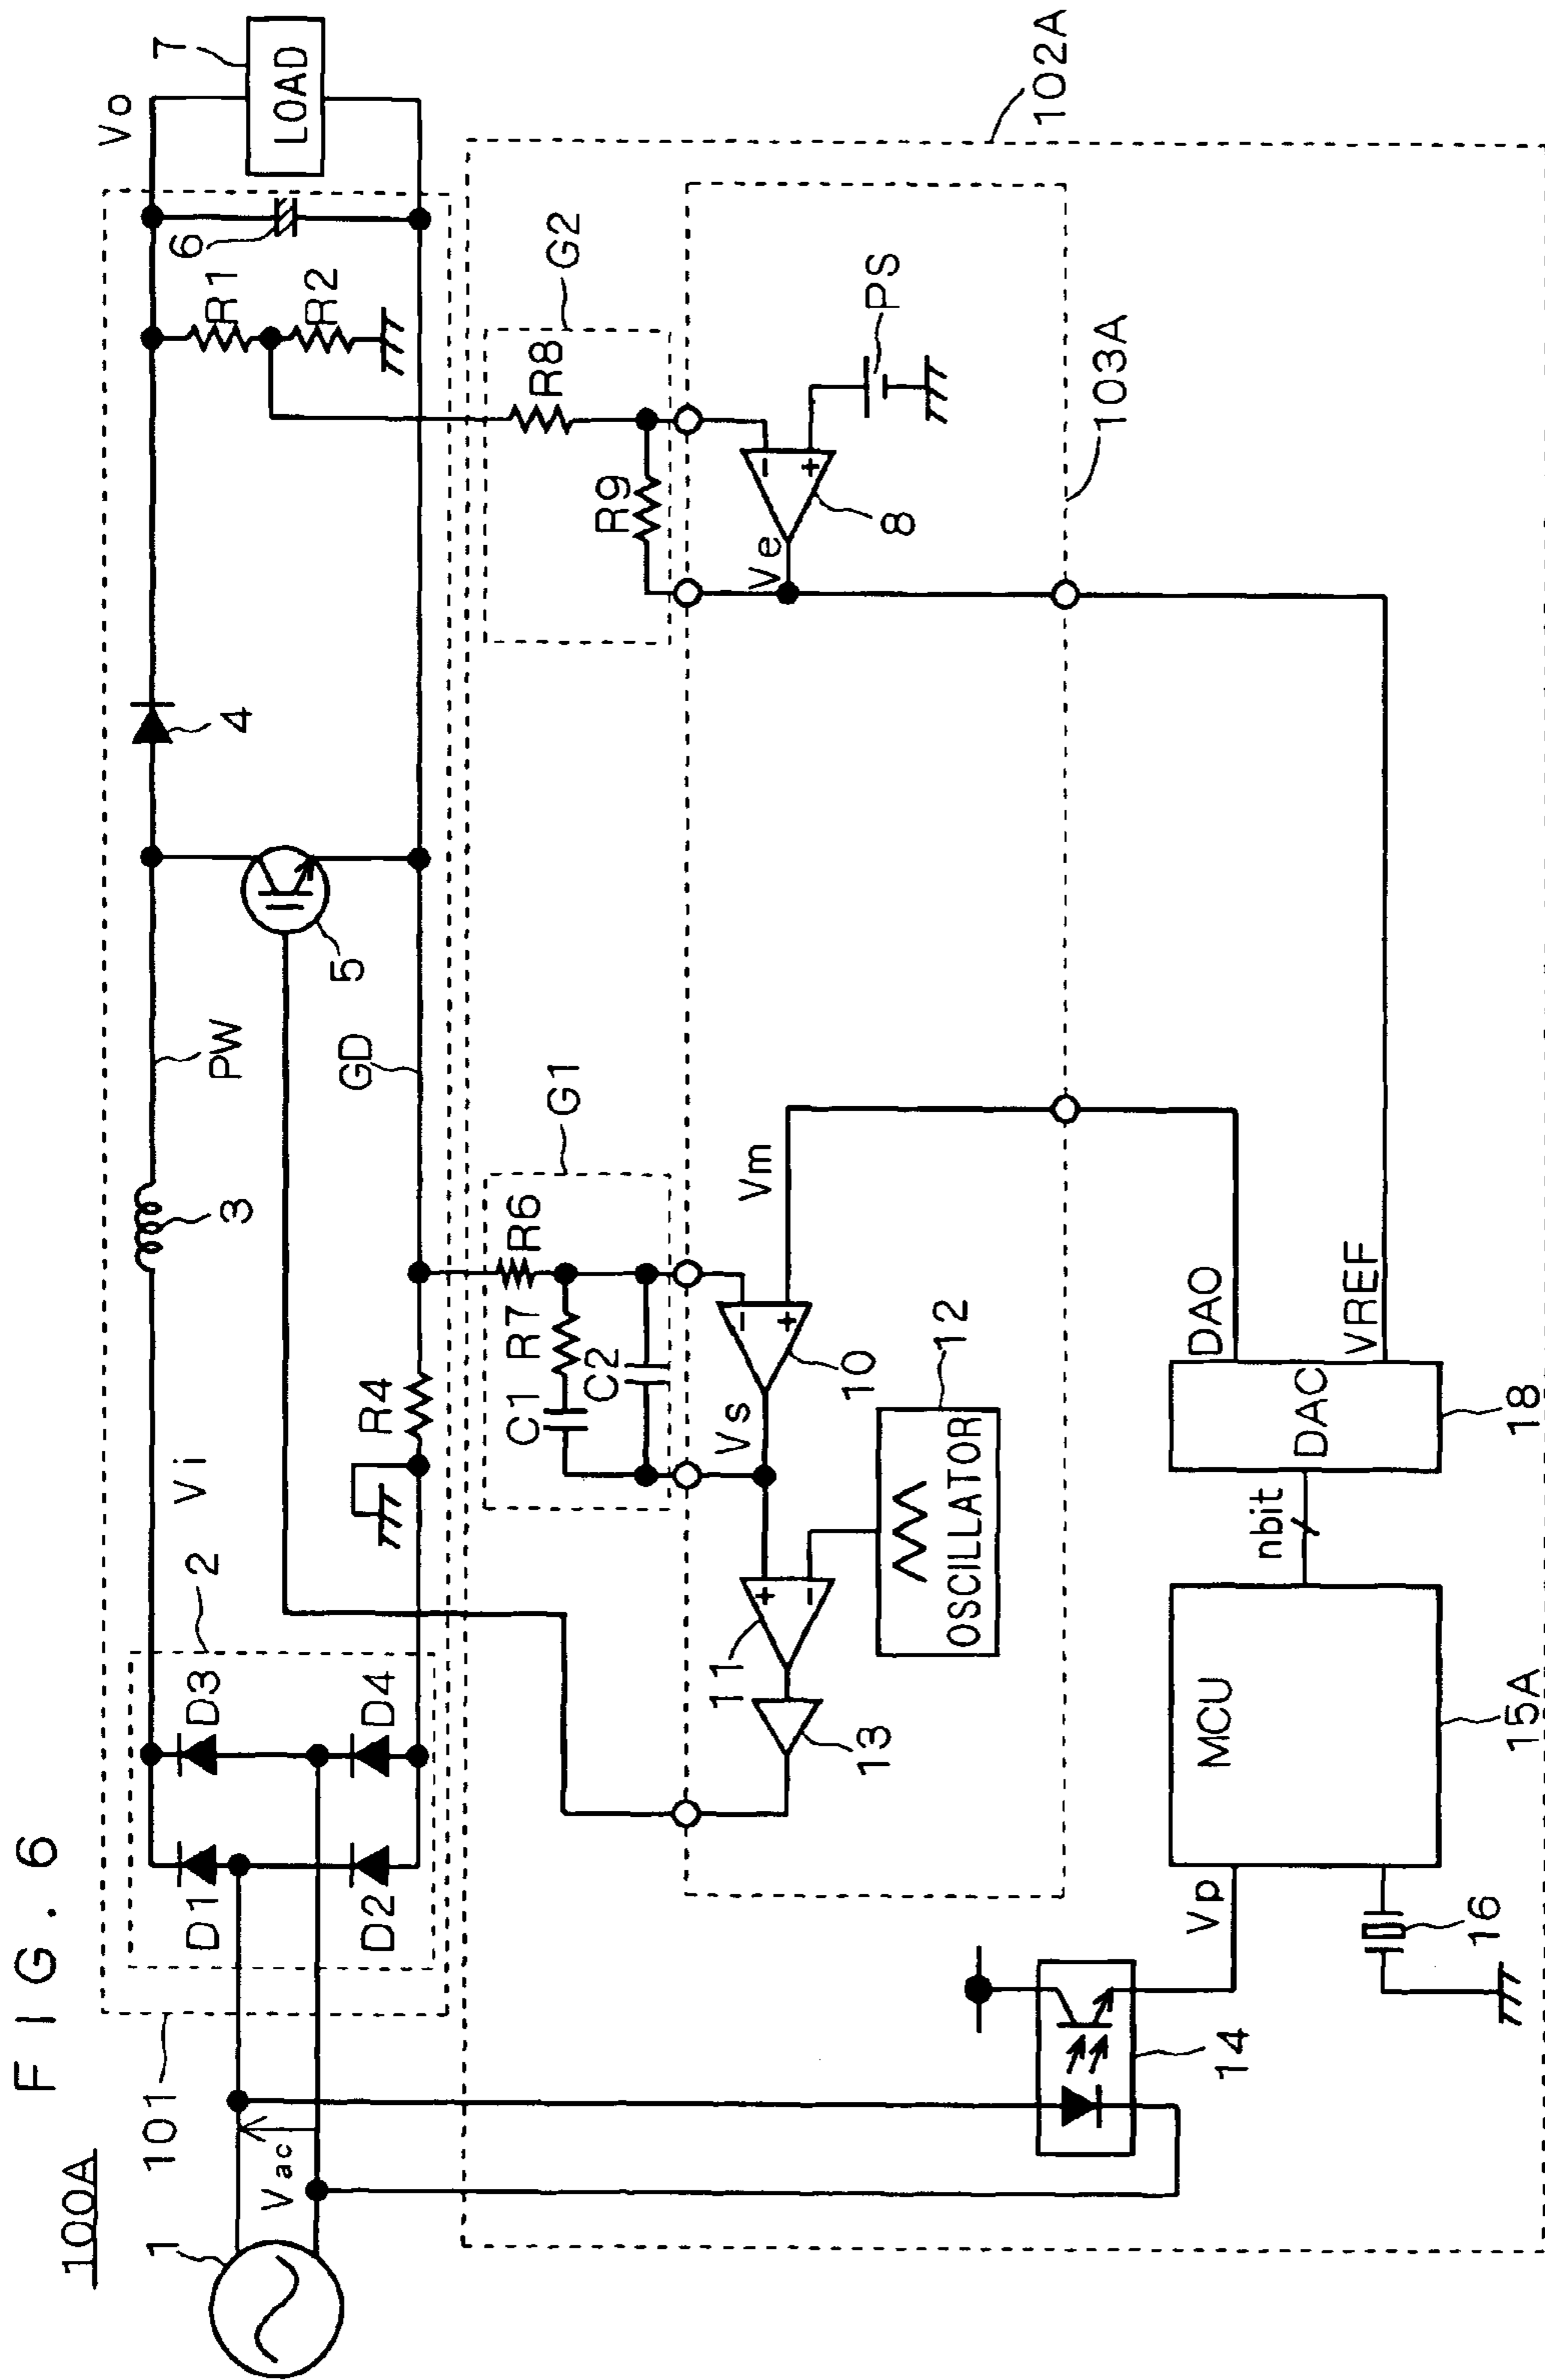 FIG. 6
100A
1
Vac
101
2
D1
D3
D2
D4
Vi
3
PW
4
5
GD
R4
R1
R2
6
Vo
7
LOAD
102A
G1
R6
R7
C1
C2
G2
R8
R9
103A
Vs
-
+
10
Vm
11
+
-
12
OSCILLATOR
13
Ve
-
+
8
PS
14
Vp
16
MCU
15A
nbit
DAC
18
DAO
VREF